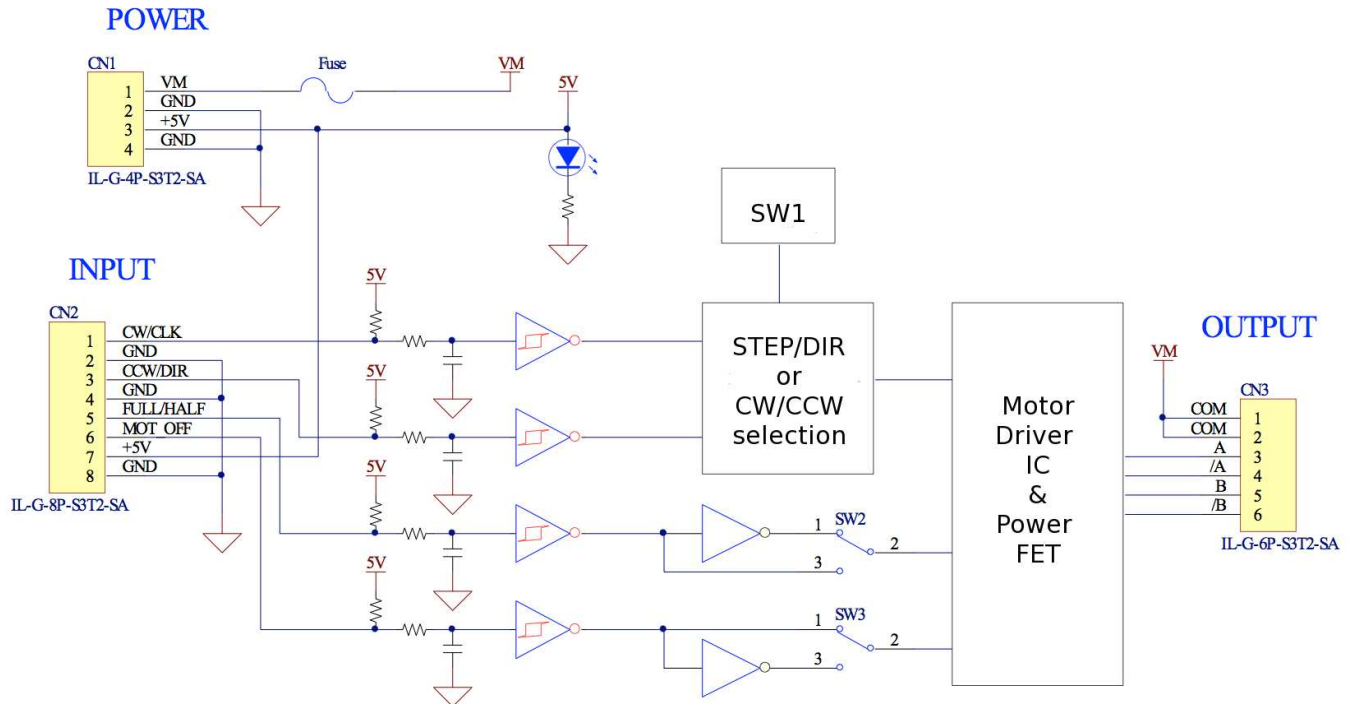 POWER
CN1
VM
Fuse
VM
5V
1
GND
2
+5V
3
GND
4
IL-G-4P-S3T2-SA
SW1
INPUT
CN2
5V
CW/CLK
1
GND
2
CCW/DIR
3
GND
4
FULL/HALF
5
MOT_OFF
6
+5V
7
GND
8
IL-G-8P-S3T2-SA
5V
5V
5V
STEP/DIR
or
CW/CCW
selection
1
SW2
2
3
1
SW3
2
3
Motor
Driver
IC
&
Power
FET
OUTPUT
VM
CN3
COM
1
COM
2
A
3
/A
4
B
5
/B
6
IL-G-6P-S3T2-SA